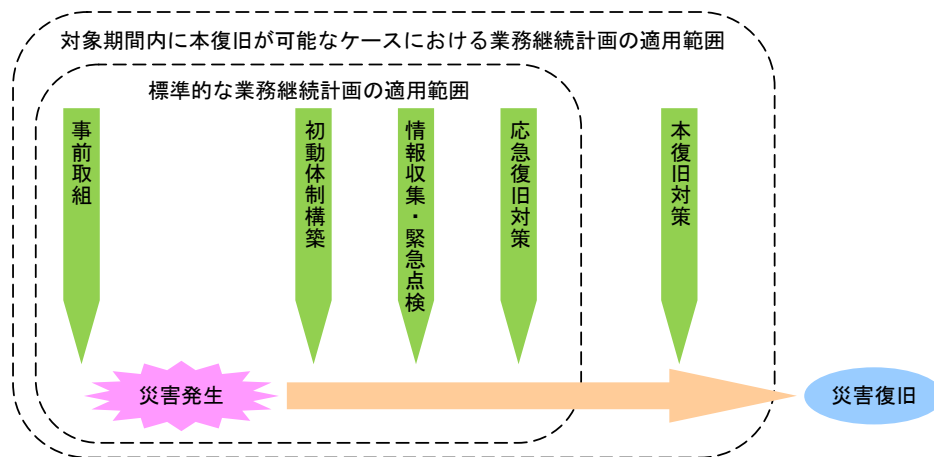 対象期間内に本復旧が可能なケースにおける業務継続計画の適用範囲
標準的な業務継続計画の適用範囲
事前取組
初動体制構築
情報収集・緊急点検
応急復旧対策
本復旧対策
災害発生
災害復旧